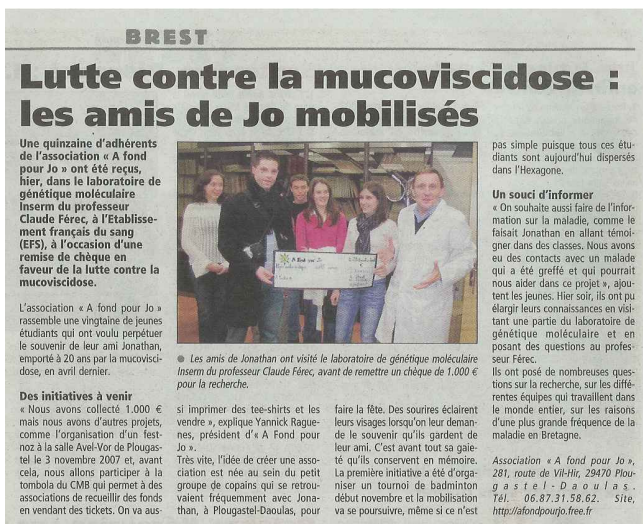 BREST
Lutte contre la mucoviscidose :
les amis de Jo mobilisés
Une quinzaine d'adhérents
de l'association « A fond
pour Jo » ont été reçus,
hier, dans le laboratoire de
génétique moléculaire
Inserm du professeur
Claude Férec, à l'Etablisse-
ment français du sang
(EFS), à l'occasion d'une
remise de chèque en
faveur de la lutte contre la
mucoviscidose.
L'association « A fond pour Jo »
rassemble une vingtaine de jeunes
étudiants qui ont voulu perpétuer
le souvenir de leur ami Jonathan,
emporté à 20 ans par la mucovisci-
dose, en avril dernier.
Des initiatives à venir
« Nous avons collecté 1.000 €
mais nous avons d'autres projets,
comme l'organisation d'un fest-
noz à la salle Avel-Vor de Plougas-
tel le 3 novembre 2007 et, avant
cela, nous allons participer à la
tombola du CMB qui permet à des
associations de recueillir des fonds
en vendant des tickets. On va aus-
A fond pour Jo
● Les amis de Jonathan ont visité le laboratoire de génétique moléculaire
Inserm du professeur Claude Férec, avant de remettre un chèque de 1.000 €
pour la recherche.
si imprimer des tee-shirts et les
vendre », explique Yannick Rague-
nes, président d'« A Fond pour
Jo ».
Très vite, l'idée de créer une asso-
ciation est née au sein du petit
groupe de copains qui se retrou-
vaient fréquemment avec Jona-
than, à Plougastel-Daoulas, pour
faire la fête. Des sourires éclairent
leurs visages lorsqu'on leur deman-
de le souvenir qu'ils gardent de
leur ami. C'est avant tout sa gaie-
té qu'ils conservent en mémoire.
La première initiative a été d'orga-
niser un tournoi de badminton
début novembre et la mobilisation
va se poursuivre, même si ce n'est
pas simple puisque tous ces étu-
diants sont aujourd'hui dispersés
dans l'Hexagone.
Un souci d'informer
« On souhaite aussi faire de l'infor-
mation sur la maladie, comme le
faisait Jonathan en allant témoi-
gner dans des classes. Nous avons
eu des contacts avec un malade
qui a été greffé et qui pourrait
nous aider dans ce projet », ajou-
tent les jeunes. Hier soir, ils ont pu
élargir leurs connaissances en visi-
tant une partie du laboratoire de
génétique moléculaire et en
posant des questions au profes-
seur Férec.
Ils ont posé de nombreuses ques-
tions sur la recherche, sur les diffé-
rentes équipes qui travaillent dans
le monde entier, sur les raisons
d'une plus grande fréquence de la
maladie en Bretagne.
Association « A fond pour Jo »,
281, route de Vil-Hir, 29470 Plou-
gastel-Daoulas.
Tél. 06.87.31.58,62. Site,
http://afondpourjo.free.fr